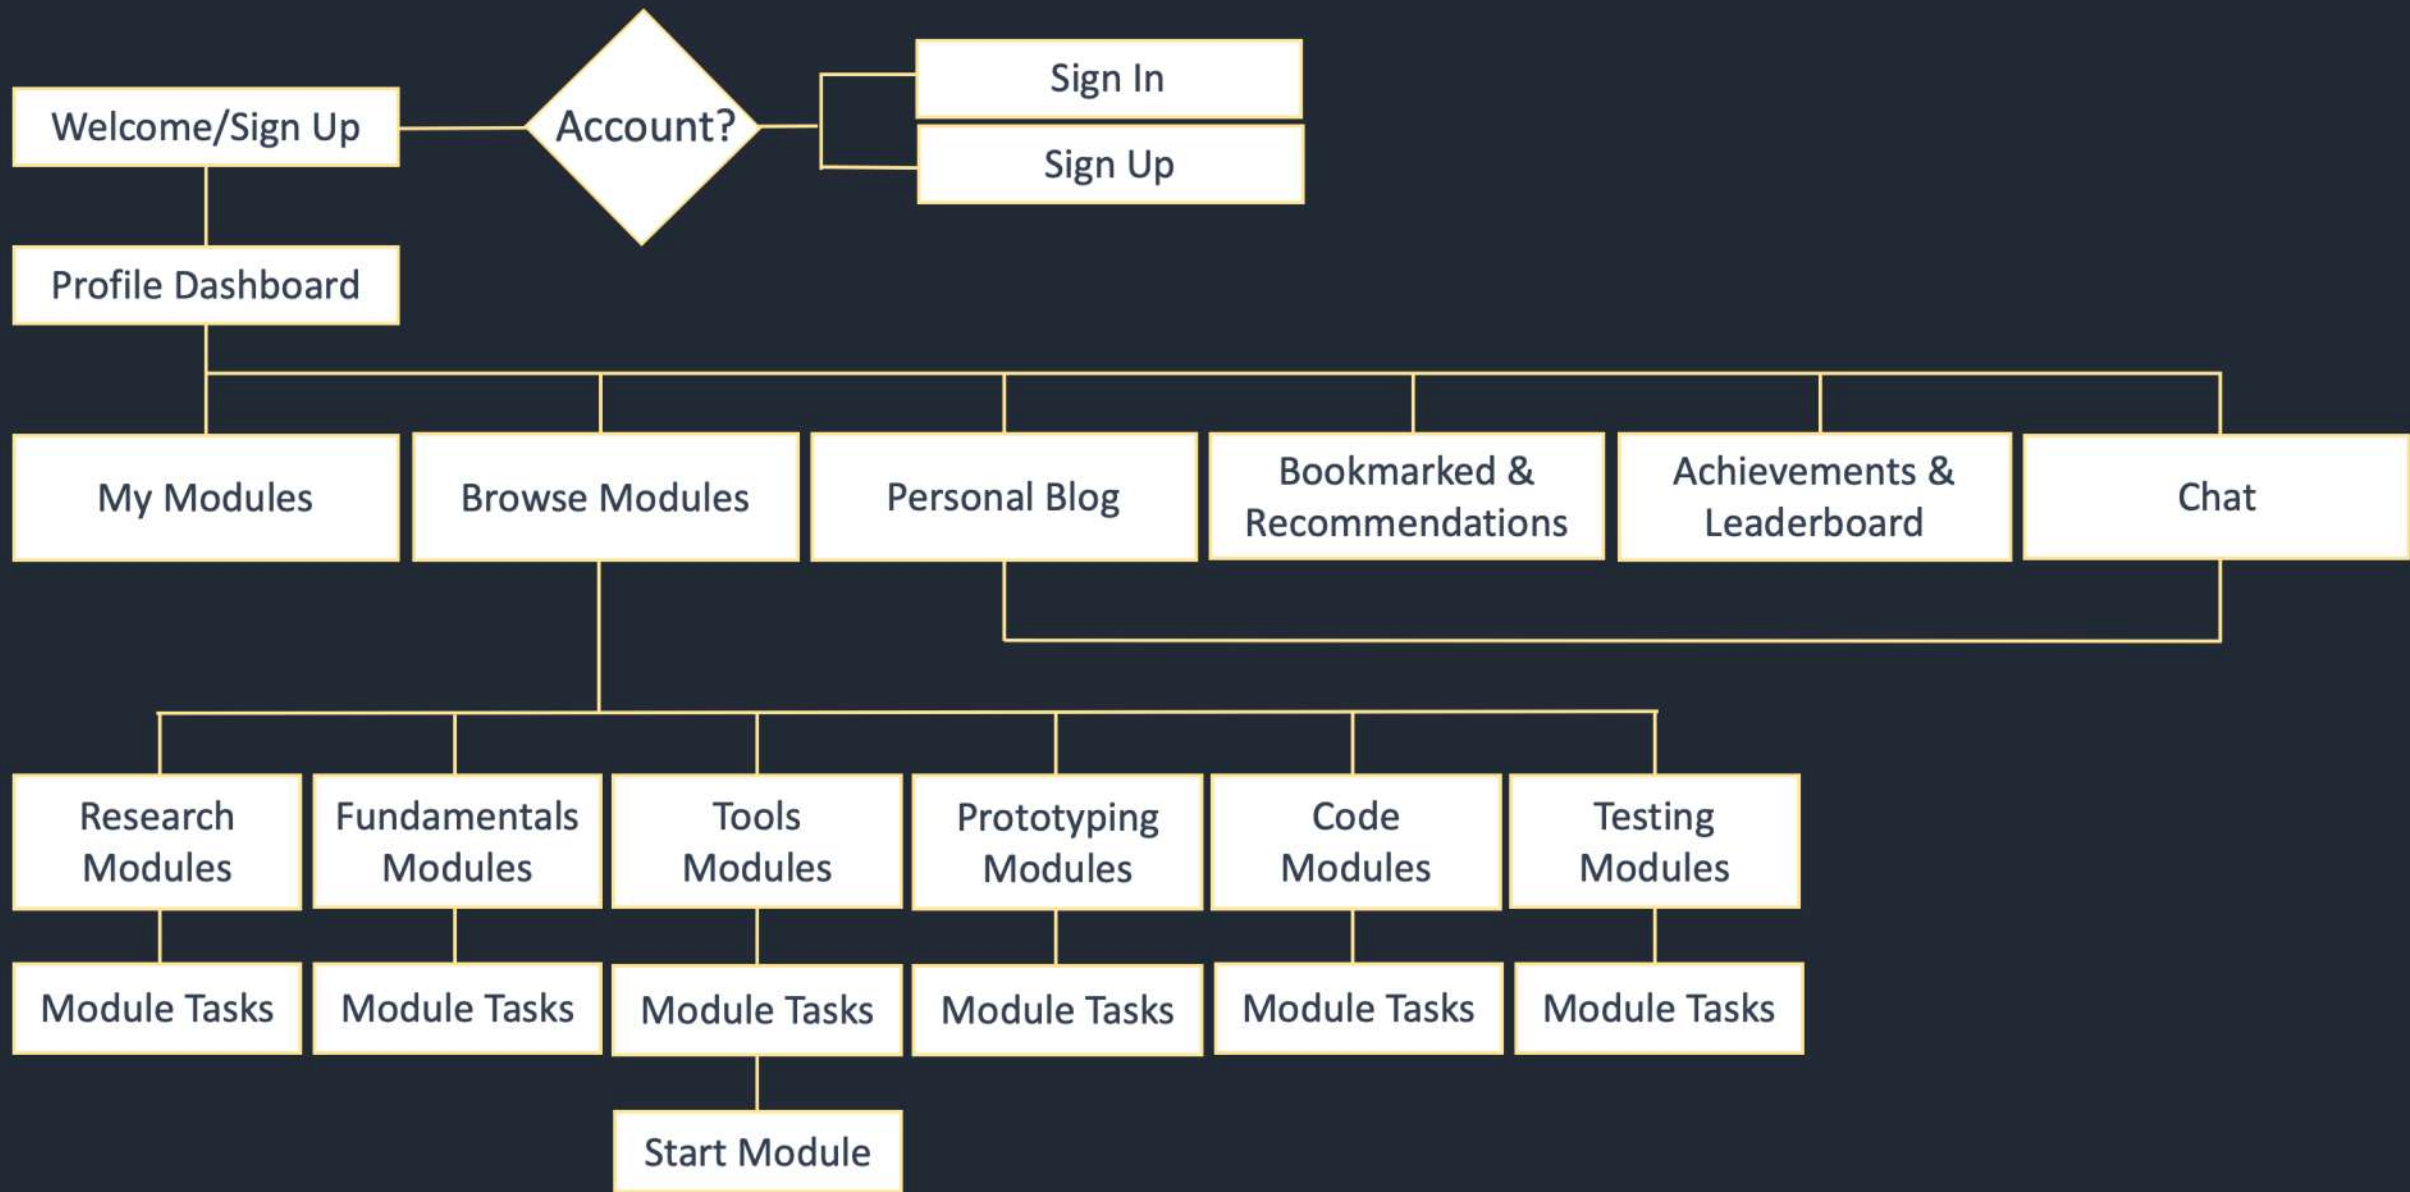 Sign In
Welcome/Sign Up
Account?
Sign Up
Profile Dashboard
My Modules
Browse Modules
Personal Blog
Bookmarked &
Recommendations
Achievements &
Leaderboard
Chat
Research
Modules
Fundamentals
Modules
Tools
Modules
Prototyping
Modules
Code
Modules
Testing
Modules
Module Tasks
Module Tasks
Module Tasks
Module Tasks
Module Tasks
Module Tasks
Start Module